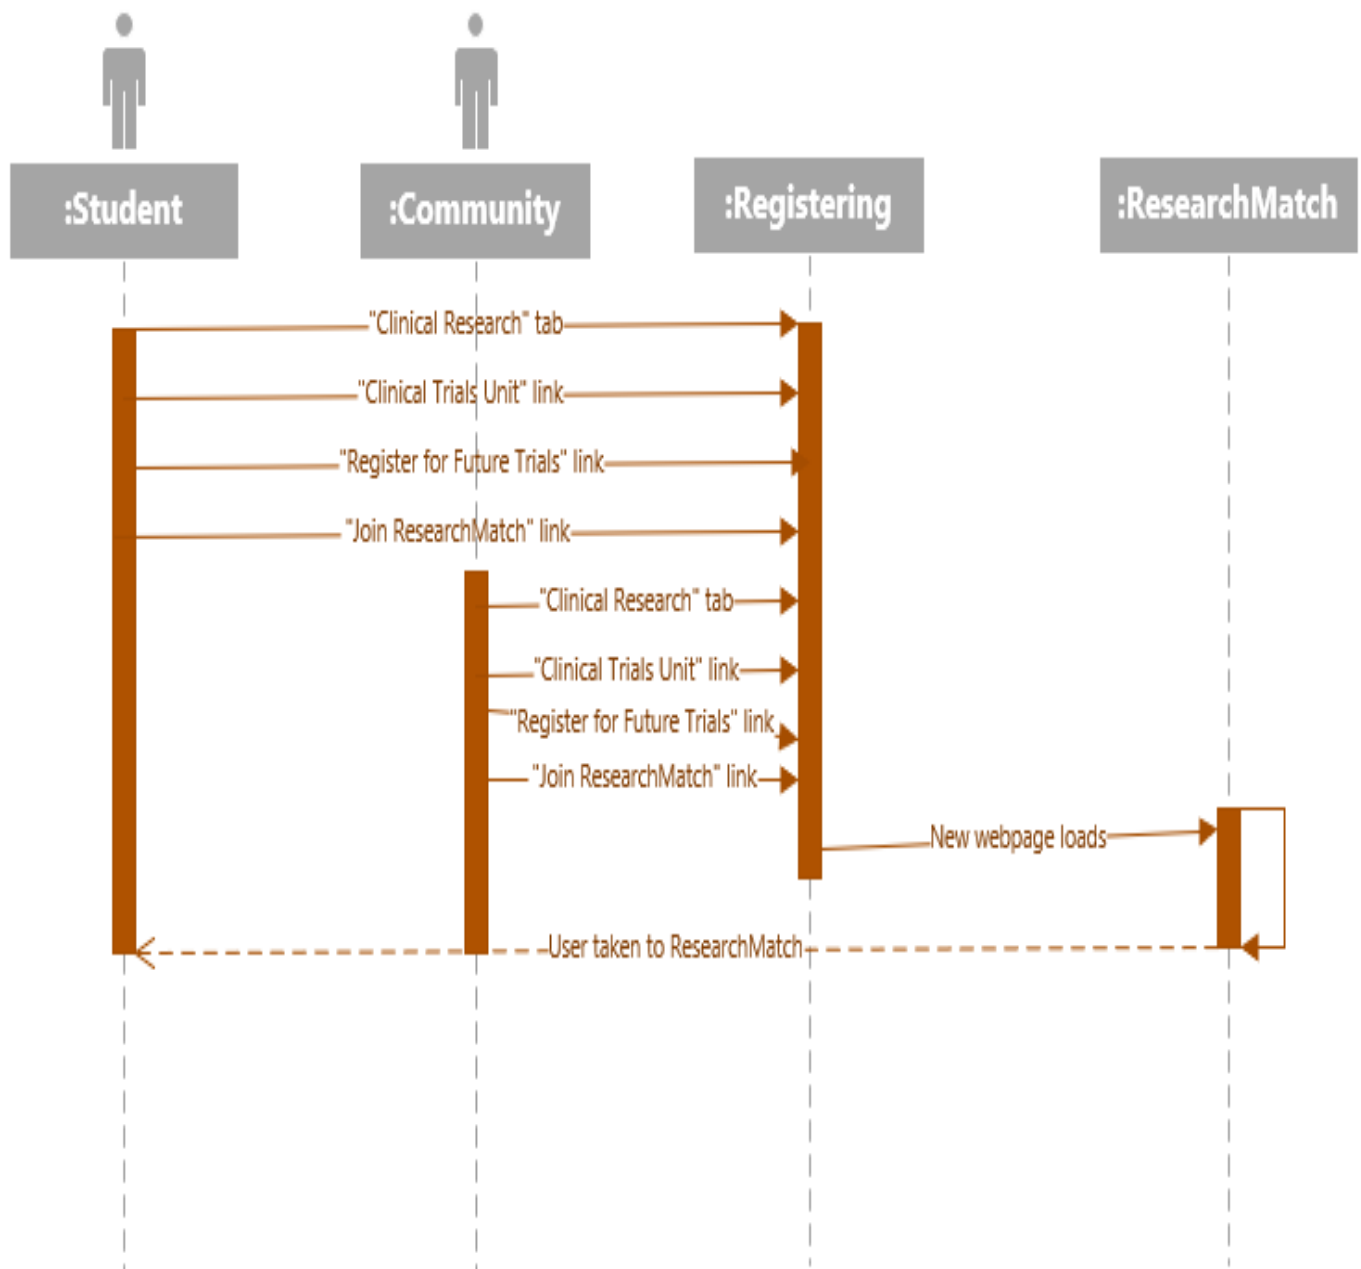 :Student
:Community
:Registering
:ResearchMatch
"Clinical Research" tab
"Clinical Trials Unit" link
"Register for Future Trials" link
"Join ResearchMatch" link
"Clinical Research" tab
"Clinical Trials Unit" link
"Register for Future Trials" link
"Join ResearchMatch" link
New webpage loads
User taken to ResearchMatch